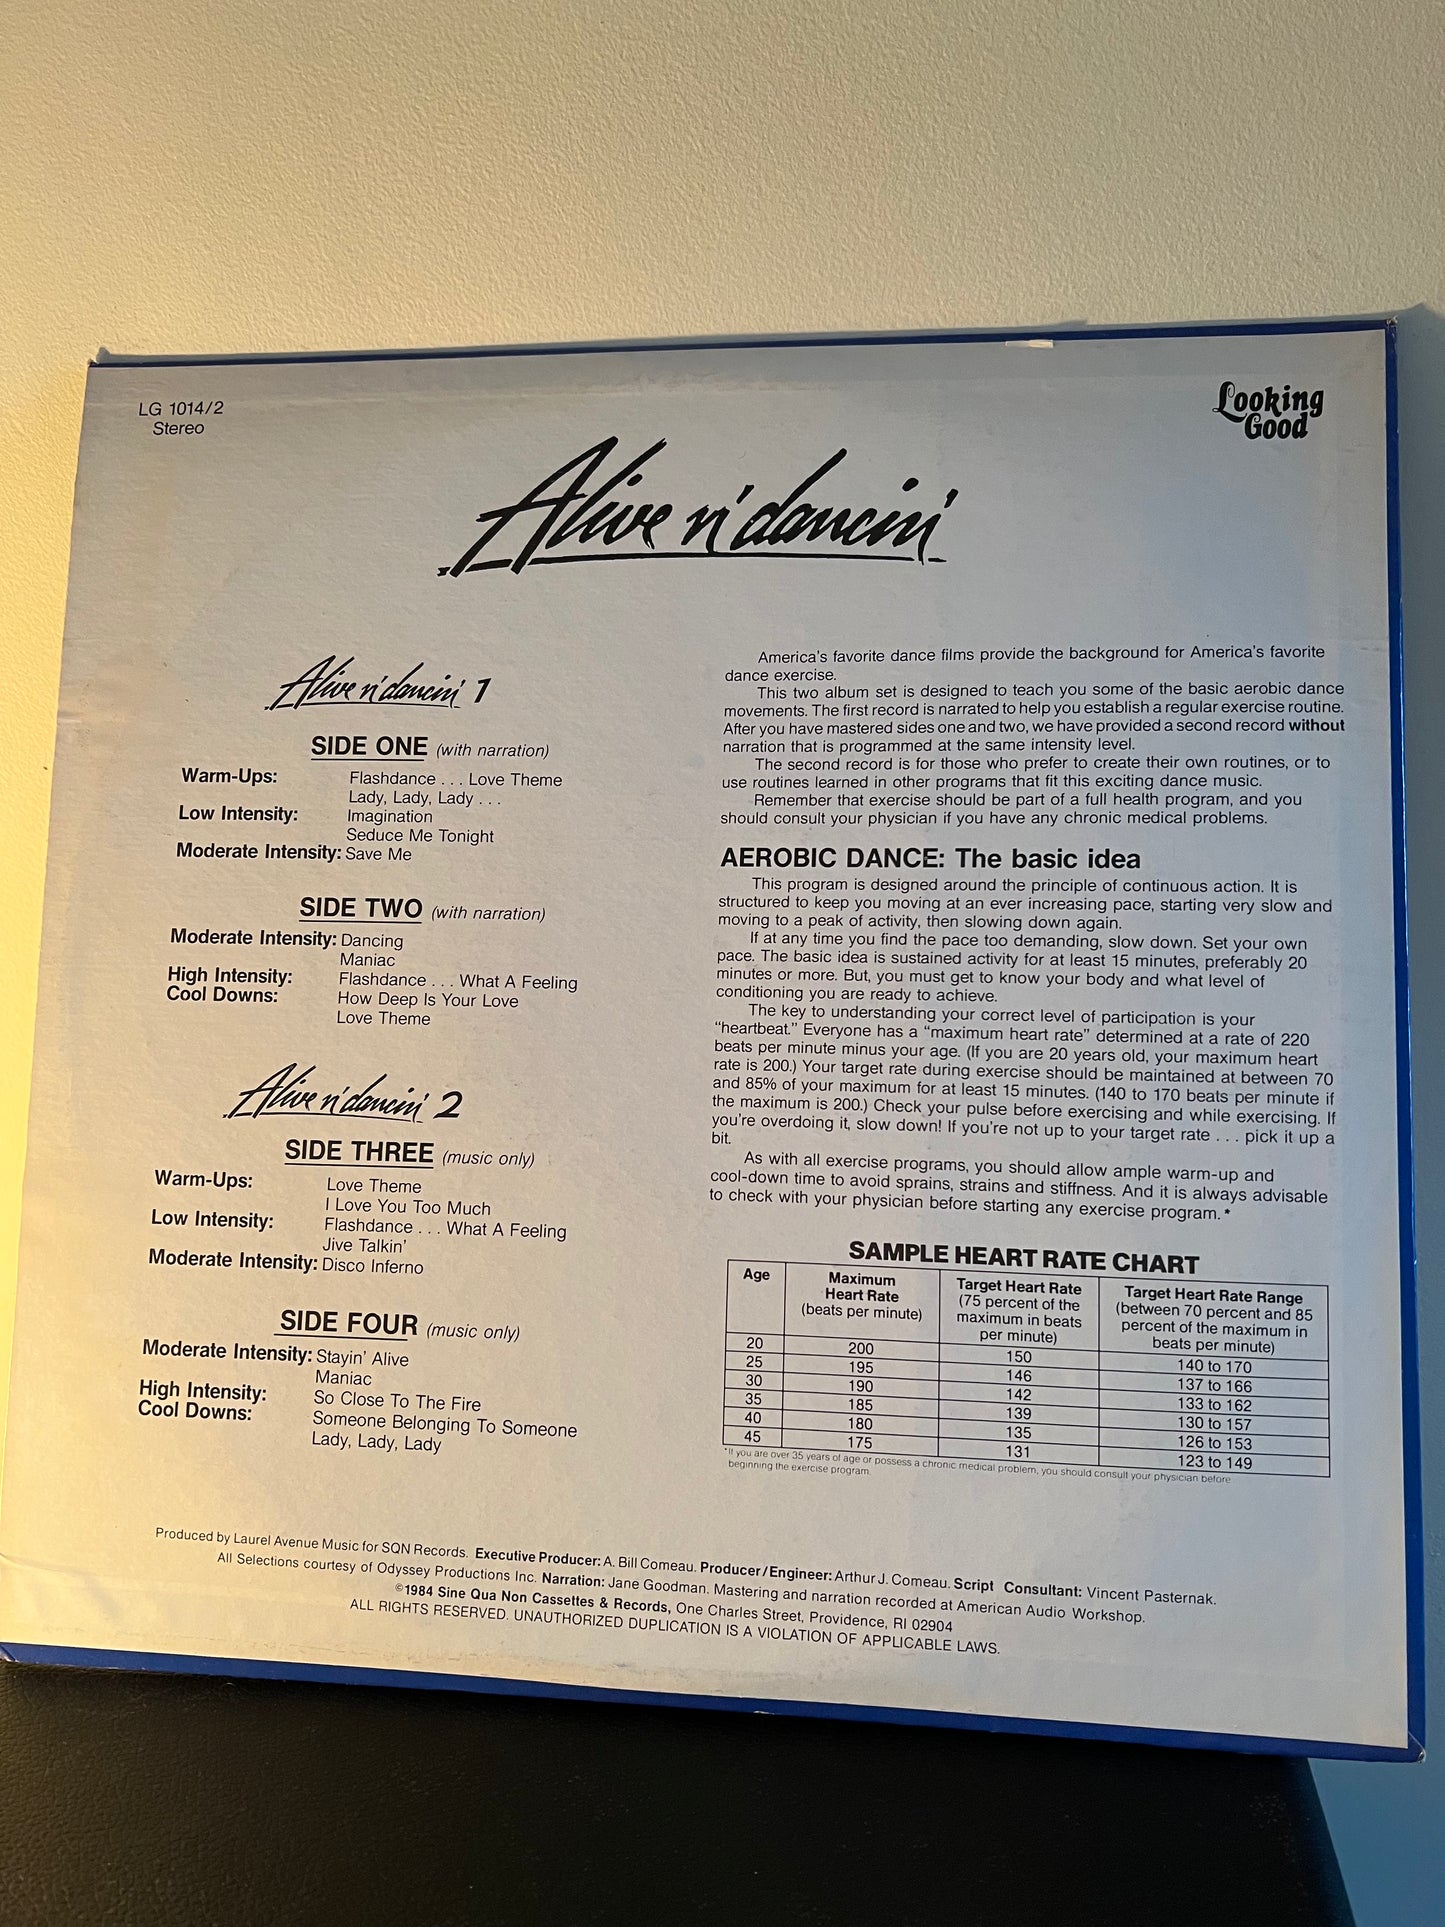 LG 1014/2
Stereo
Looking
Good
Alive n' dancin'
Alive n' dancin' 1
SIDE ONE (with narration)
Warm-Ups: Flashdance . . . Love Theme
Lady, Lady, Lady . . .
Low Intensity: Imagination
Seduce Me Tonight
Moderate Intensity: Save Me
SIDE TWO (with narration)
Moderate Intensity: Dancing
Maniac
High Intensity: Flashdance . . . What A Feeling
Cool Downs: How Deep Is Your Love
Love Theme
Alive n' dancin' 2
SIDE THREE (music only)
Warm-Ups: Love Theme
I Love You Too Much
Low Intensity: Flashdance . . . What A Feeling
Jive Talkin'
Moderate Intensity: Disco Inferno
SIDE FOUR (music only)
Moderate Intensity: Stayin' Alive
Maniac
High Intensity: So Close To The Fire
Cool Downs: Someone Belonging To Someone
Lady, Lady, Lady
America's favorite dance films provide the background for America's favorite
dance exercise.
This two album set is designed to teach you some of the basic aerobic dance
movements. The first record is narrated to help you establish a regular exercise routine.
After you have mastered sides one and two, we have provided a second record without
narration that is programmed at the same intensity level.
The second record is for those who prefer to create their own routines, or to
use routines learned in other programs that fit this exciting dance music.
Remember that exercise should be part of a full health program, and you
should consult your physician if you have any chronic medical problems.
AEROBIC DANCE: The basic idea
This program is designed around the principle of continuous action. It is
structured to keep you moving at an ever increasing pace, starting very slow and
moving to a peak of activity, then slowing down again.
If at any time you find the pace too demanding, slow down. Set your own
pace. The basic idea is sustained activity for at least 15 minutes, preferably 20
minutes or more. But, you must get to know your body and what level of
conditioning you are ready to achieve.
The key to understanding your correct level of participation is your
"heartbeat." Everyone has a "maximum heart rate" determined at a rate of 220
beats per minute minus your age. (If you are 20 years old, your maximum heart
rate is 200.) Your target rate during exercise should be maintained at between 70
and 85% of your maximum for at least 15 minutes. (140 to 170 beats per minute if
the maximum is 200.) Check your pulse before exercising and while exercising. If
you're overdoing it, slow down! If you're not up to your target rate . . . pick it up a
bit.
As with all exercise programs, you should allow ample warm-up and
cool-down time to avoid sprains, strains and stiffness. And it is always advisable
to check with your physician before starting any exercise program.*
SAMPLE HEART RATE CHART
Age
Maximum
Heart Rate
(beats per minute)
Target Heart Rate
(75 percent of the
maximum in beats
per minute)
Target Heart Rate Range
(between 70 percent and 85
percent of the maximum in
beats per minute)
20 200 150 140 to 170
25 195 146 137 to 166
30 190 142 133 to 162
35 185 139 130 to 157
40 180 135 126 to 153
45 175 131 123 to 149
*If you are over 35 years of age or possess a chronic medical problem, you should consult your physician before
beginning the exercise program.
Produced by Laurel Avenue Music for SQN Records. Executive Producer: A. Bill Comeau. Producer/Engineer: Arthur J. Comeau. Script Consultant: Vincent Pasternak.
All Selections courtesy of Odyssey Productions Inc. Narration: Jane Goodman. Mastering and narration recorded at American Audio Workshop.
©1984 Sine Qua Non Cassettes & Records, One Charles Street, Providence, RI 02904
ALL RIGHTS RESERVED. UNAUTHORIZED DUPLICATION IS A VIOLATION OF APPLICABLE LAWS.